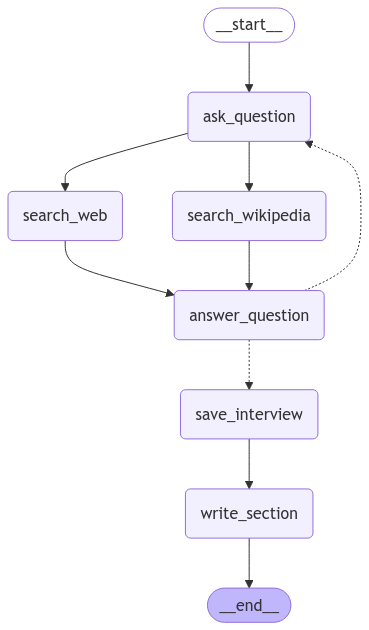 __start__
ask_question
search_web
search_wikipedia
answer_question
save_interview
write_section
__end__